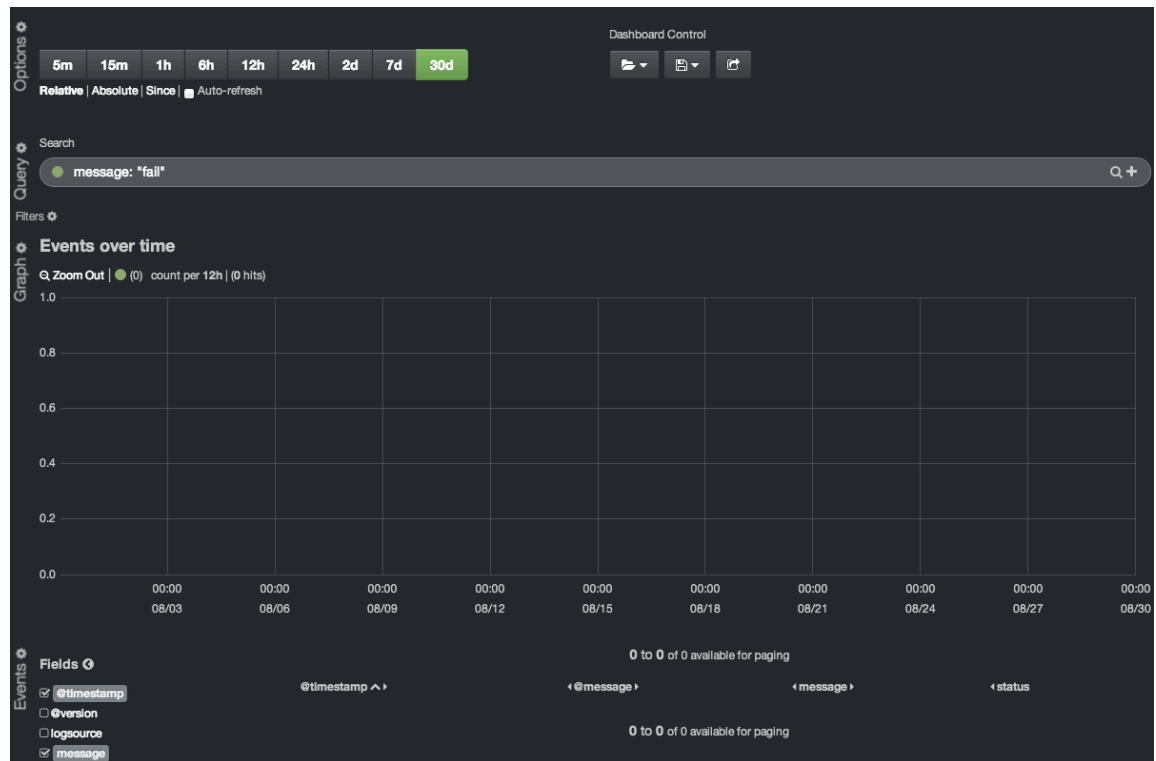 Options
Dashboard Control
5m 15m 1h 6h 12h 24h 2d 7d 30d
Relative | Absolute | Since | Auto-refresh
Query
Search
message: "fail"
Filters
Graph
Events over time
Zoom Out | (0) count per 12h | (0 hits)
1.0
0.8
0.6
0.4
0.2
0.0
00:00 00:00 00:00 00:00 00:00 00:00 00:00 00:00 00:00 00:00
08/03 08/06 08/09 08/12 08/15 08/18 08/21 08/24 08/27 08/30
Events
0 to 0 of 0 available for paging
Fields
@timestamp @message message status
@timestamp
@version
logsource
0 to 0 of 0 available for paging
message